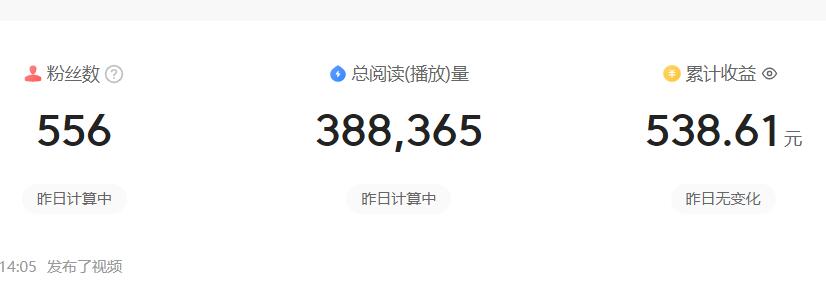 粉丝数 ?
总阅读(播放)量
累计收益
556
388,365
538.61元
昨日计算中
昨日计算中
昨日无变化
14:05 发布了视频